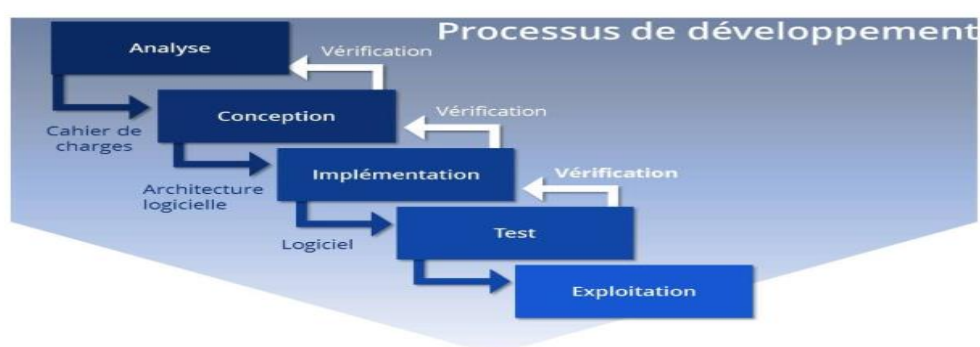 Processus de développement
Analyse
Vérification
Cahier de
charges
Conception
Vérification
Architecture
logicielle
Implémentation
Vérification
Logiciel
Test
Exploitation